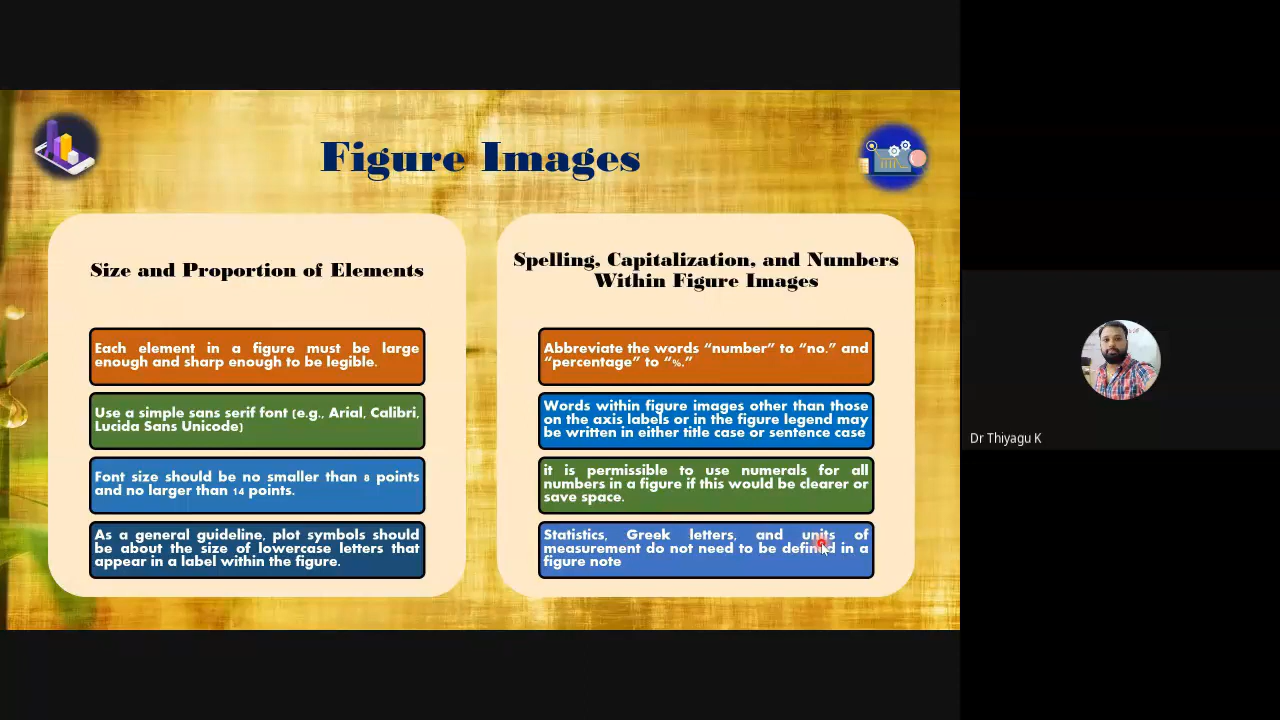 Figure Images
Size and Proportion of Elements
Each element in a figure must be large
enough and sharp enough to be legible.
Use a simple sans serif font (e.g., Arial, Calibri,
Lucida Sans Unicode)
Font size should be no smaller than 8 points
and no larger than 14 points.
As a general guideline, plot symbols should
be about the size of lowercase letters that
appear in a label within the figure.
Spelling, Capitalization, and Numbers
Within Figure Images
Abbreviate the words “number” to “no.” and
“percentage” to “%.”
Words within figure images other than those
on the axis labels or in the figure legend may
be written in either title case or sentence case
it is permissible to use numerals for all
numbers in a figure if this would be clearer or
save space.
Statistics, Greek letters, and units of
measurement do not need to be defined in a
figure note
Dr Thiyagu K